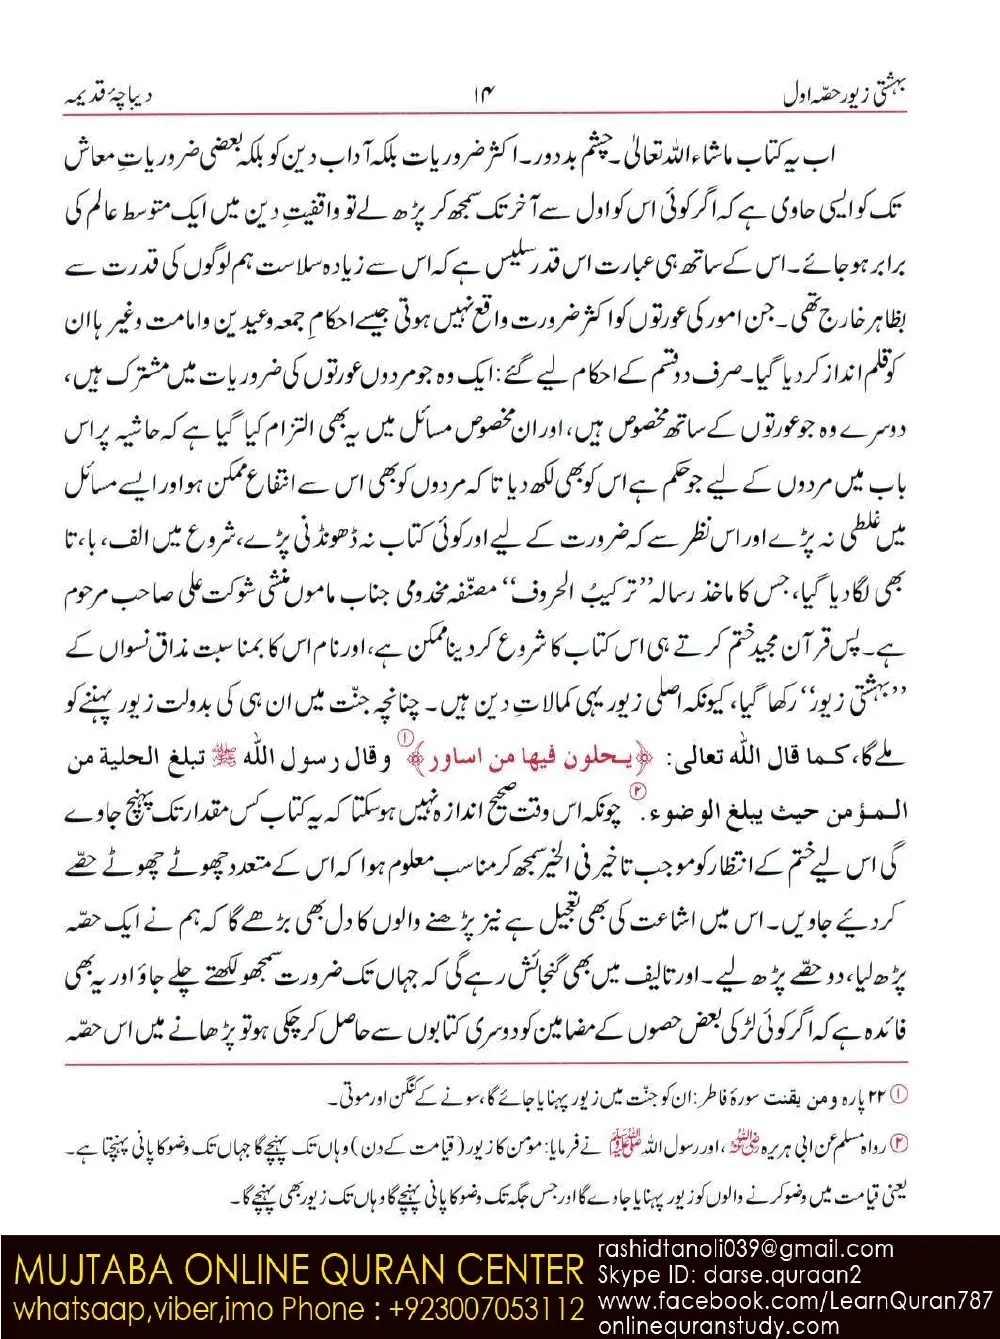 بہشتی زیور حصّہ اول ۱۴ دیباچۂ قدیمہ
اب یہ کتاب ماشاء اللہ تعالیٰ۔ چشم بد دور۔ اکثر ضروریات بلکہ آداب دین کو بلکہ بعضی ضروریاتِ معاش
تک کو ایسی حاوی ہے کہ اگر کوئی اس کو اول سے آخر تک سمجھ کر پڑھ لے تو واقفیتِ دین میں ایک متوسط عالم کی
برابر ہو جائے۔ اس کے ساتھ ہی عبارت اس قدر سلیس ہے کہ اس سے زیادہ سلاست ہم لوگوں کی قدرت سے
بظاہر خارج تھی۔ جن امور کی عورتوں کو اکثر ضرورت واقع نہیں ہوتی جیسے احکامِ جمعہ وعیدین وامامت وغیرہا ان
کو قلم انداز کر دیا گیا۔ صرف دو قسم کے احکام لیے گئے: ایک وہ جو مردوں عورتوں کی ضروریات میں مشترک ہیں،
دوسرے وہ جو عورتوں کے ساتھ مخصوص ہیں، اور ان مخصوص مسائل میں یہ بھی التزام کیا گیا ہے کہ حاشیہ پر اس
باب میں مردوں کے لیے جو حکم ہے اس کو بھی لکھ دیا تا کہ مردوں کو بھی اس سے انتفاع ممکن ہو اور ایسے مسائل
میں غلطی نہ پڑے اور اس نظر سے کہ ضرورت کے لیے اور کوئی کتاب نہ ڈھونڈنی پڑے، شروع میں الف، با، تا
بھی لگا دیا گیا، جس کا ماخذ رسالہ ”ترکیبُ الحروف“ مصنّفہ مخدومی جناب ماموں منشی شوکت علی صاحب مرحوم
ہے۔ پس قرآن مجید ختم کرتے ہی اس کتاب کا شروع کر دینا ممکن ہے، اور نام اس کا بمناسبت مذاق نسواں کے
”بہشتی زیور“ رکھا گیا، کیونکہ اصلی زیور یہی کمالاتِ دین ہیں۔ چنانچہ جنّت میں ان ہی کی بدولت زیور پہننے کو
ملے گا، كما قال الله تعالى: ﴿يحلون فيها من اساور﴾ ① وقال رسول الله ﷺ تبلغ الحلية من
المؤمن حيث يبلغ الوضوء. ② چونکہ اس وقت صحیح اندازہ نہیں ہو سکتا کہ یہ کتاب کس مقدار تک پہنچ جاوے
گی اس لیے ختم کے انتظار کو موجب تاخیر فی الخیر سمجھ کر مناسب معلوم ہوا کہ اس کے متعدد چھوٹے چھوٹے حصّے
کر دیئے جاویں۔ اس میں اشاعت کی بھی تعجیل ہے نیز پڑھنے والوں کا دل بھی بڑھے گا کہ ہم نے ایک حصّہ
پڑھ لیا، دو حصّے پڑھ لیے۔ اور تالیف میں بھی گنجائش رہے گی کہ جہاں تک ضرورت سمجھو لکھتے چلے جاؤ اور یہ بھی
فائدہ ہے کہ اگر کوئی لڑکی بعض حصوں کے مضامین کو دوسری کتابوں سے حاصل کر چکی ہو تو پڑھانے میں اس حصّہ
① ۲۲ پارہ ومن یقنت سورۂ فاطر: ان کو جنّت میں زیور پہنایا جائے گا، سونے کے کنگن اور موتی۔
② رواہ مسلم عن ابی ہریرہ رضی اللہ عنہ، اور رسول اللہ ﷺ نے فرمایا: مومن کا زیور (قیامت کے دن) وہاں تک پہنچے گا جہاں تک وضو کا پانی پہنچتا ہے۔
یعنی قیامت میں وضو کرنے والوں کو زیور پہنایا جاوے گا اور جس جگہ تک وضو کا پانی پہنچے گا وہاں تک زیور بھی پہنچے گا۔
MUJTABA ONLINE QURAN CENTER
whatsaap,viber,imo Phone : +923007053112
rashidtanoli039@gmail.com
Skype ID: darse.quraan2
www.facebook.com/LearnQuran787
onlinequranstudy.com